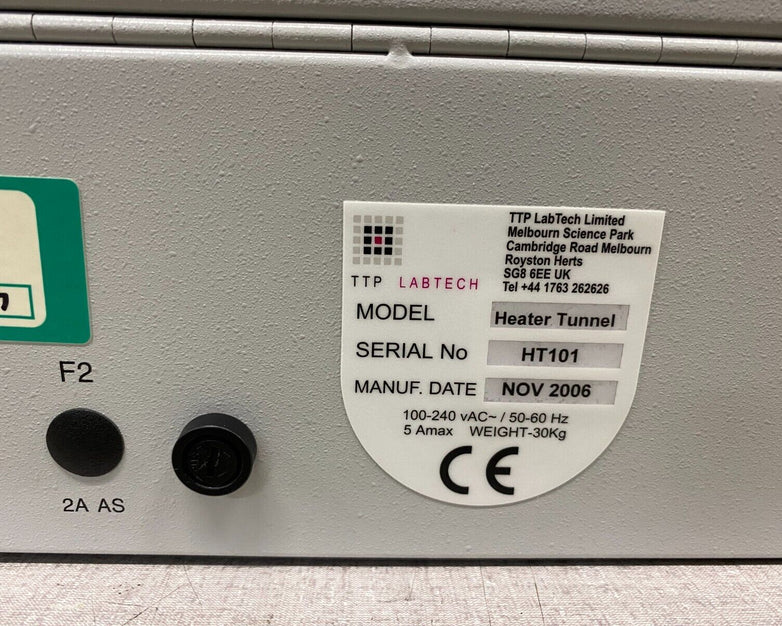 TTP LabTech Limited
Melbourn Science Park
Cambridge Road Melbourn
Royston Herts
SG8 6EE UK
Tel +44 1763 262626
TTP LABTECH
MODEL Heater Tunnel
SERIAL No HT101
MANUF. DATE NOV 2006
100-240 vAC~ / 50-60 Hz
5 Amax WEIGHT-30Kg
CE
F2
2A AS